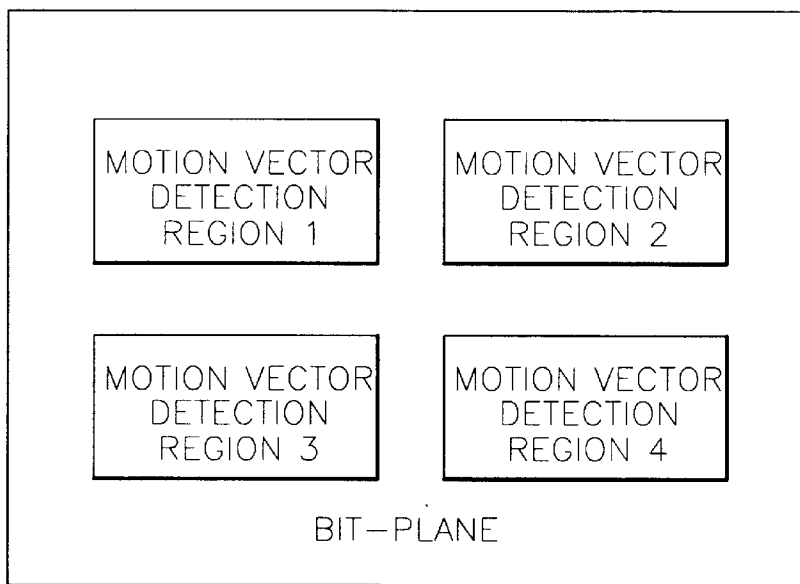 MOTION VECTOR
DETECTION
REGION 1
MOTION VECTOR
DETECTION
REGION 2
MOTION VECTOR
DETECTION
REGION 3
MOTION VECTOR
DETECTION
REGION 4
BIT-PLANE